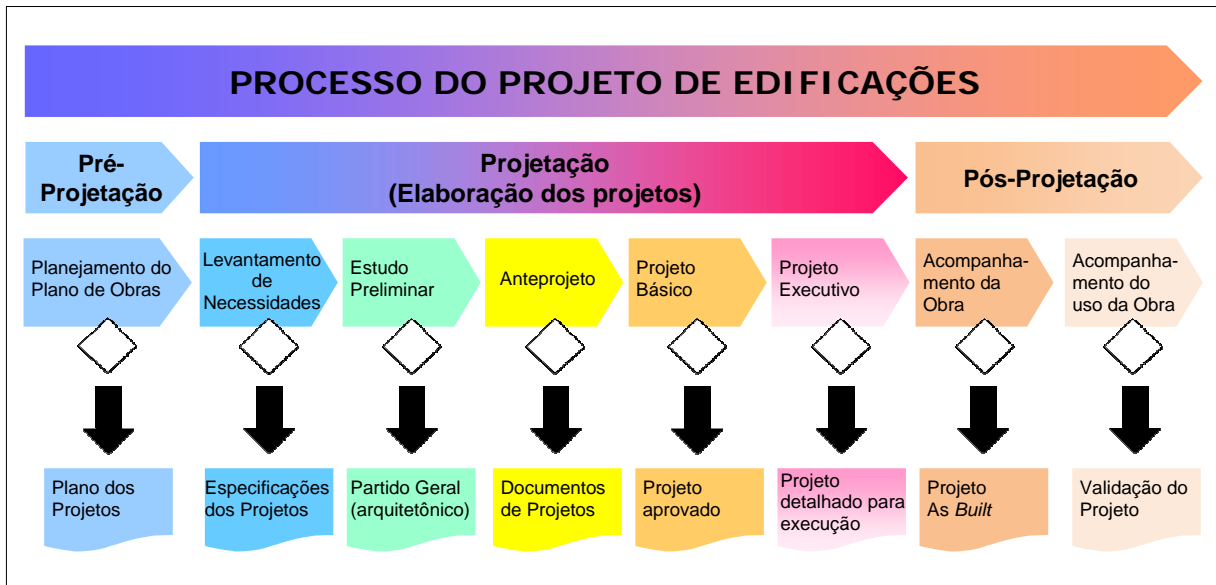 PROCESSO DO PROJETO DE EDIFICAÇÕES
Pré-
Projetação
Projetação
(Elaboração dos projetos)
Pós-Projetação
Planejamento do
Plano de Obras
Levantamento
de
Necessidades
Estudo
Preliminar
Anteprojeto
Projeto
Básico
Projeto
Executivo
Acompanha-
mento da
Obra
Acompanha-
mento do
uso da Obra
Plano dos
Projetos
Especificações
dos Projetos
Partido Geral
(arquitetônico)
Documentos
de Projetos
Projeto
aprovado
Projeto
detalhado para
execução
Projeto
As Built
Validação do
Projeto